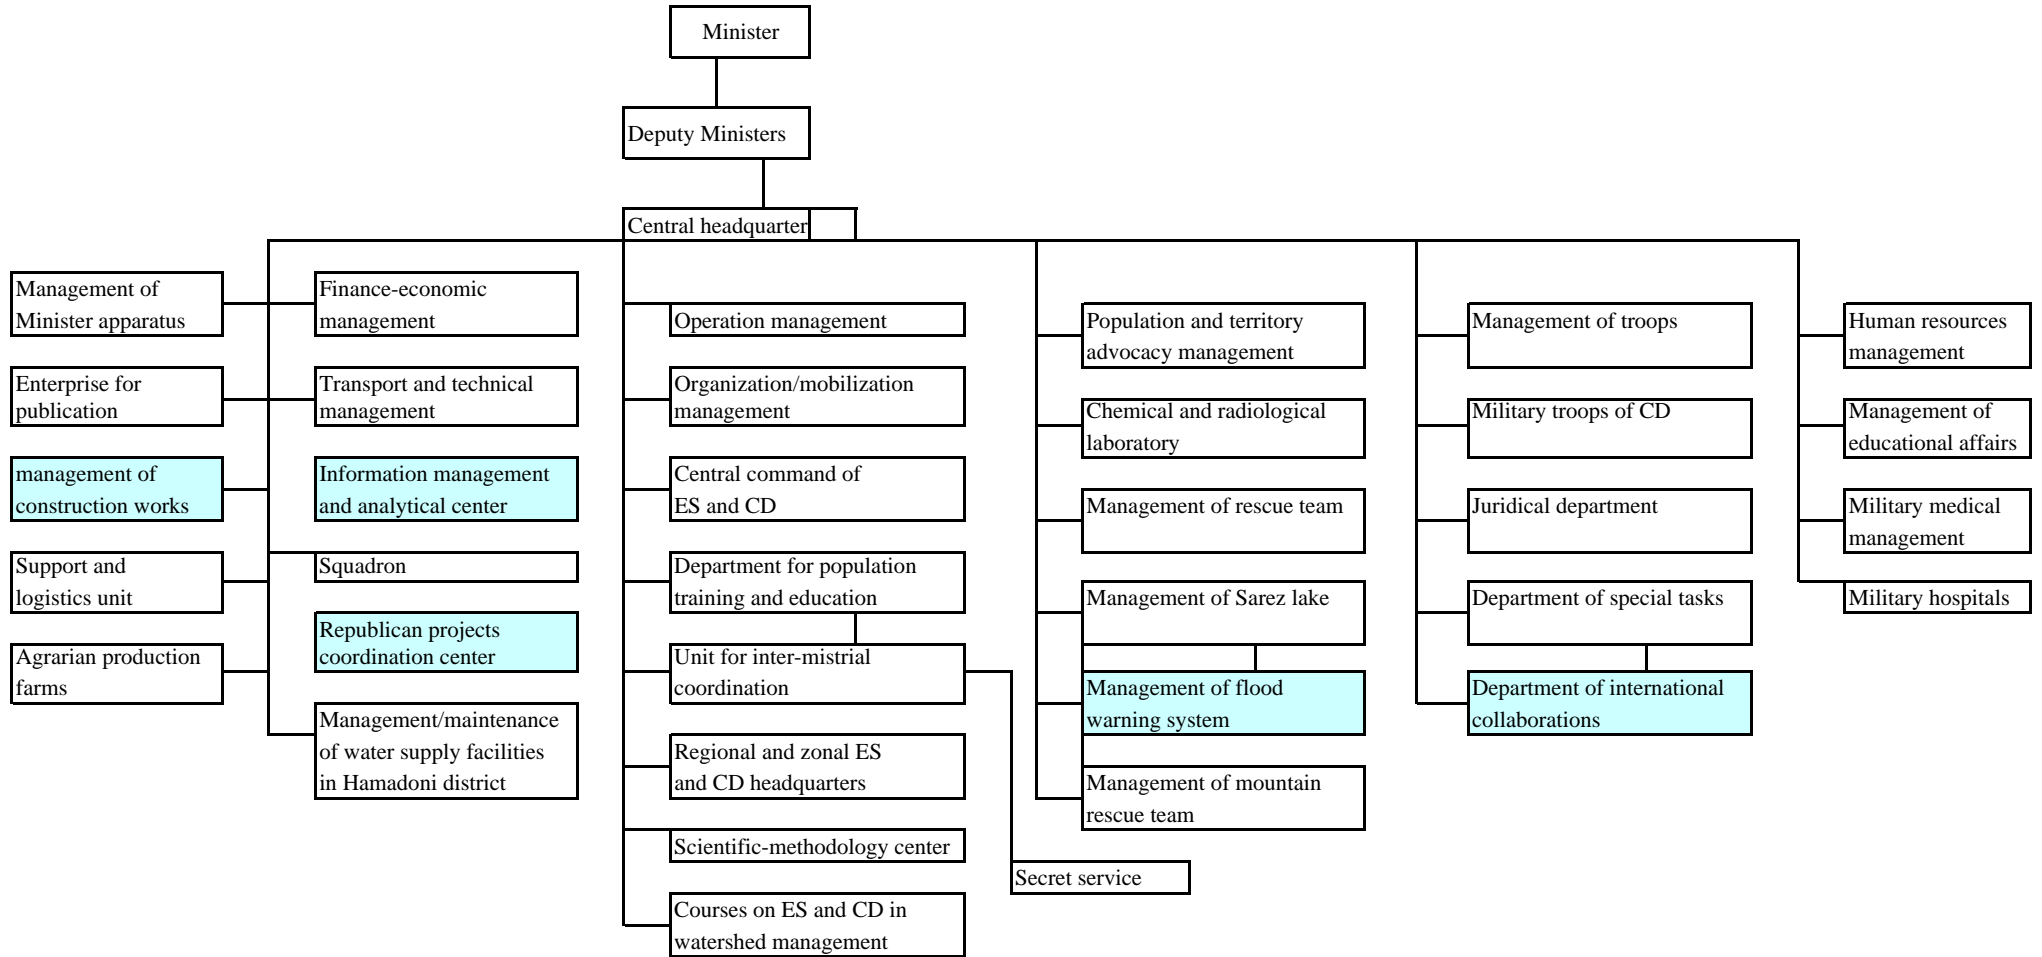 Minister
Deputy Ministers
Central headquarter
Management of
Minister apparatus
Enterprise for
publication
management of
construction works
Support and
logistics unit
Agrarian production
farms
Finance-economic
management
Transport and technical
management
Information management
and analytical center
Squadron
Republican projects
coordination center
Management/maintenance
of water supply facilities
in Hamadoni district
Operation management
Organization/mobilization
management
Central command of
ES and CD
Department for population
training and education
Unit for inter-mistrial
coordination
Regional and zonal ES
and CD headquarters
Scientific-methodology center
Courses on ES and CD in
watershed management
Secret service
Population and territory
advocacy management
Chemical and radiological
laboratory
Management of rescue team
Management of Sarez lake
Management of flood
warning system
Management of mountain
rescue team
Management of troops
Military troops of CD
Juridical department
Department of special tasks
Department of international
collaborations
Human resources
management
Management of
educational affairs
Military medical
management
Military hospitals